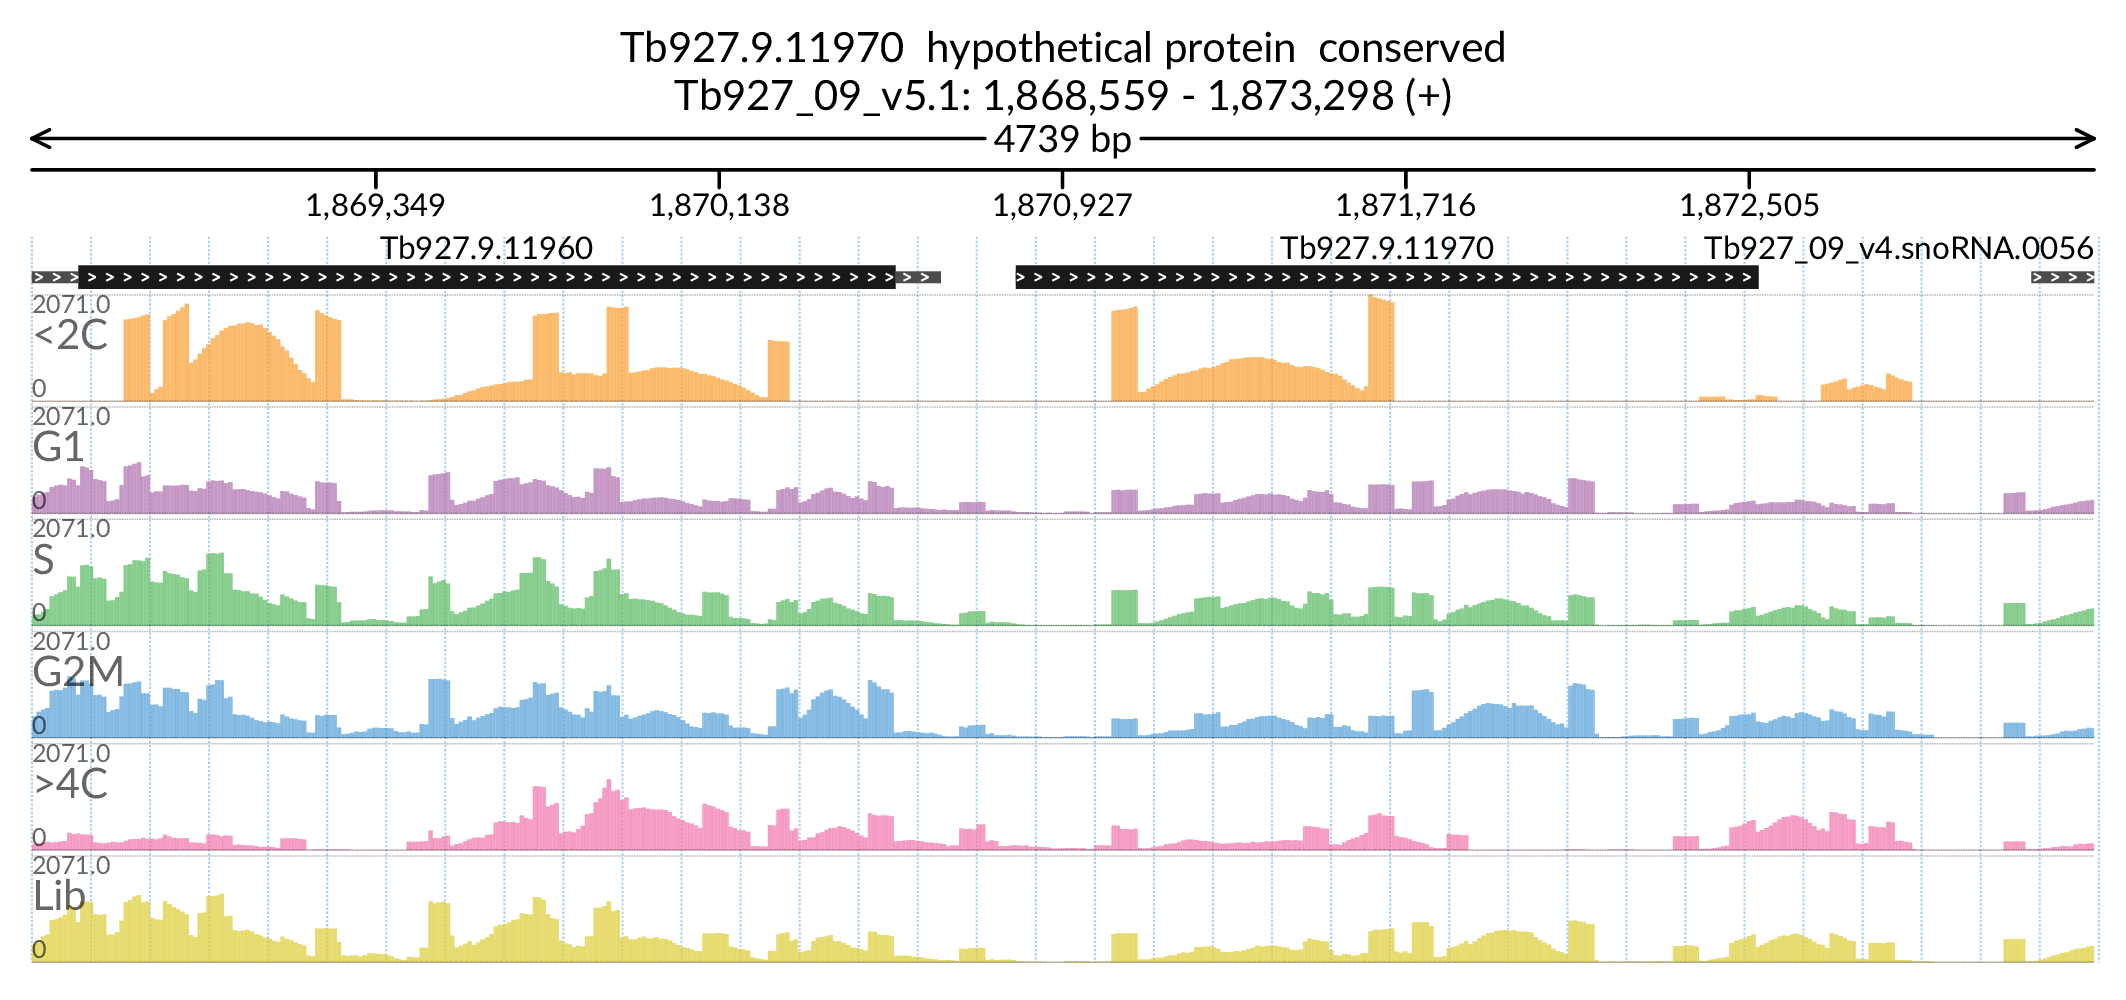 Tb927.9.11970 hypothetical protein conserved
Tb927_09_v5.1: 1,868,559 - 1,873,298 (+)
4739 bp
1,869,349 1,870,138 1,870,927 1,871,716 1,872,505
Tb927.9.11960 Tb927.9.11970 Tb927_09_v4.snoRNA.0056
2071.0
<2C
0
2071.0
G1
0
2071.0
S
0
2071.0
G2M
0
2071.0
>4C
0
2071.0
Lib
0